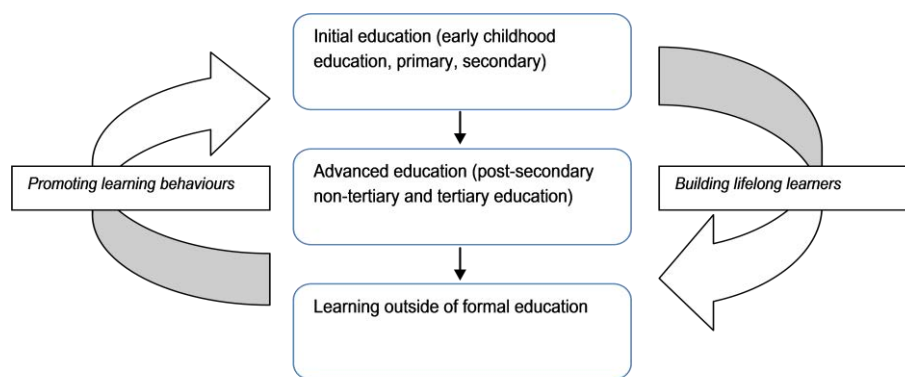 Initial education (early childhood
education, primary, secondary)
Promoting learning behaviours
Advanced education (post-secondary
non-tertiary and tertiary education)
Building lifelong learners
Learning outside of formal education